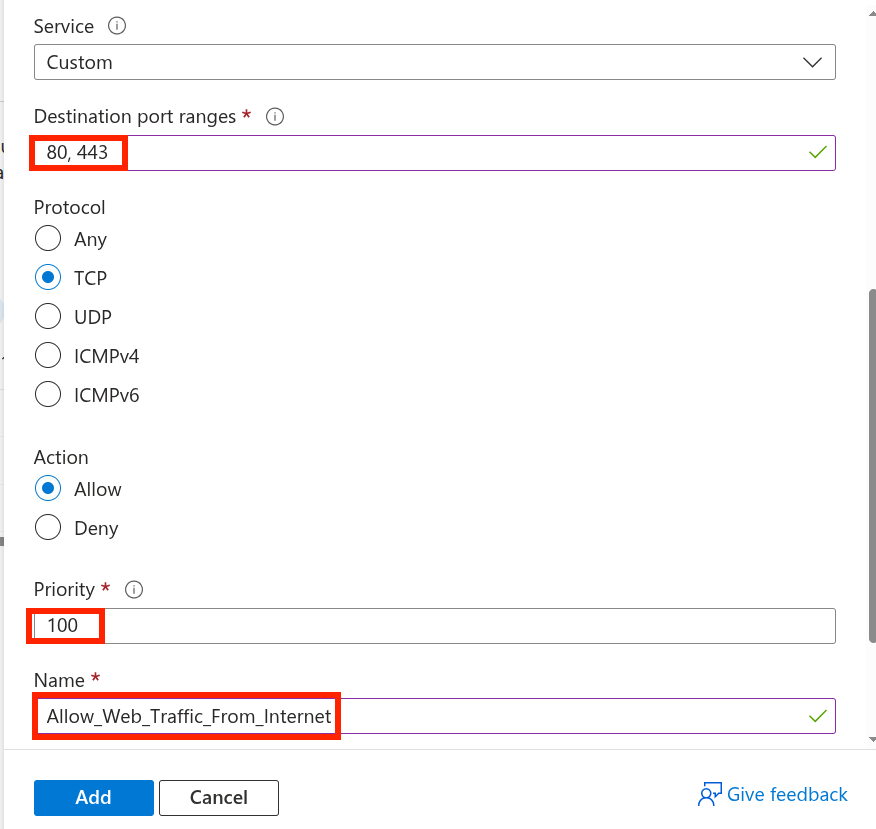 Service
Custom
Destination port ranges *
80, 443
Protocol
Any
TCP
UDP
ICMPv4
ICMPv6
Action
Allow
Deny
Priority *
100
Name *
Allow_Web_Traffic_From_Internet
Add Cancel Give feedback